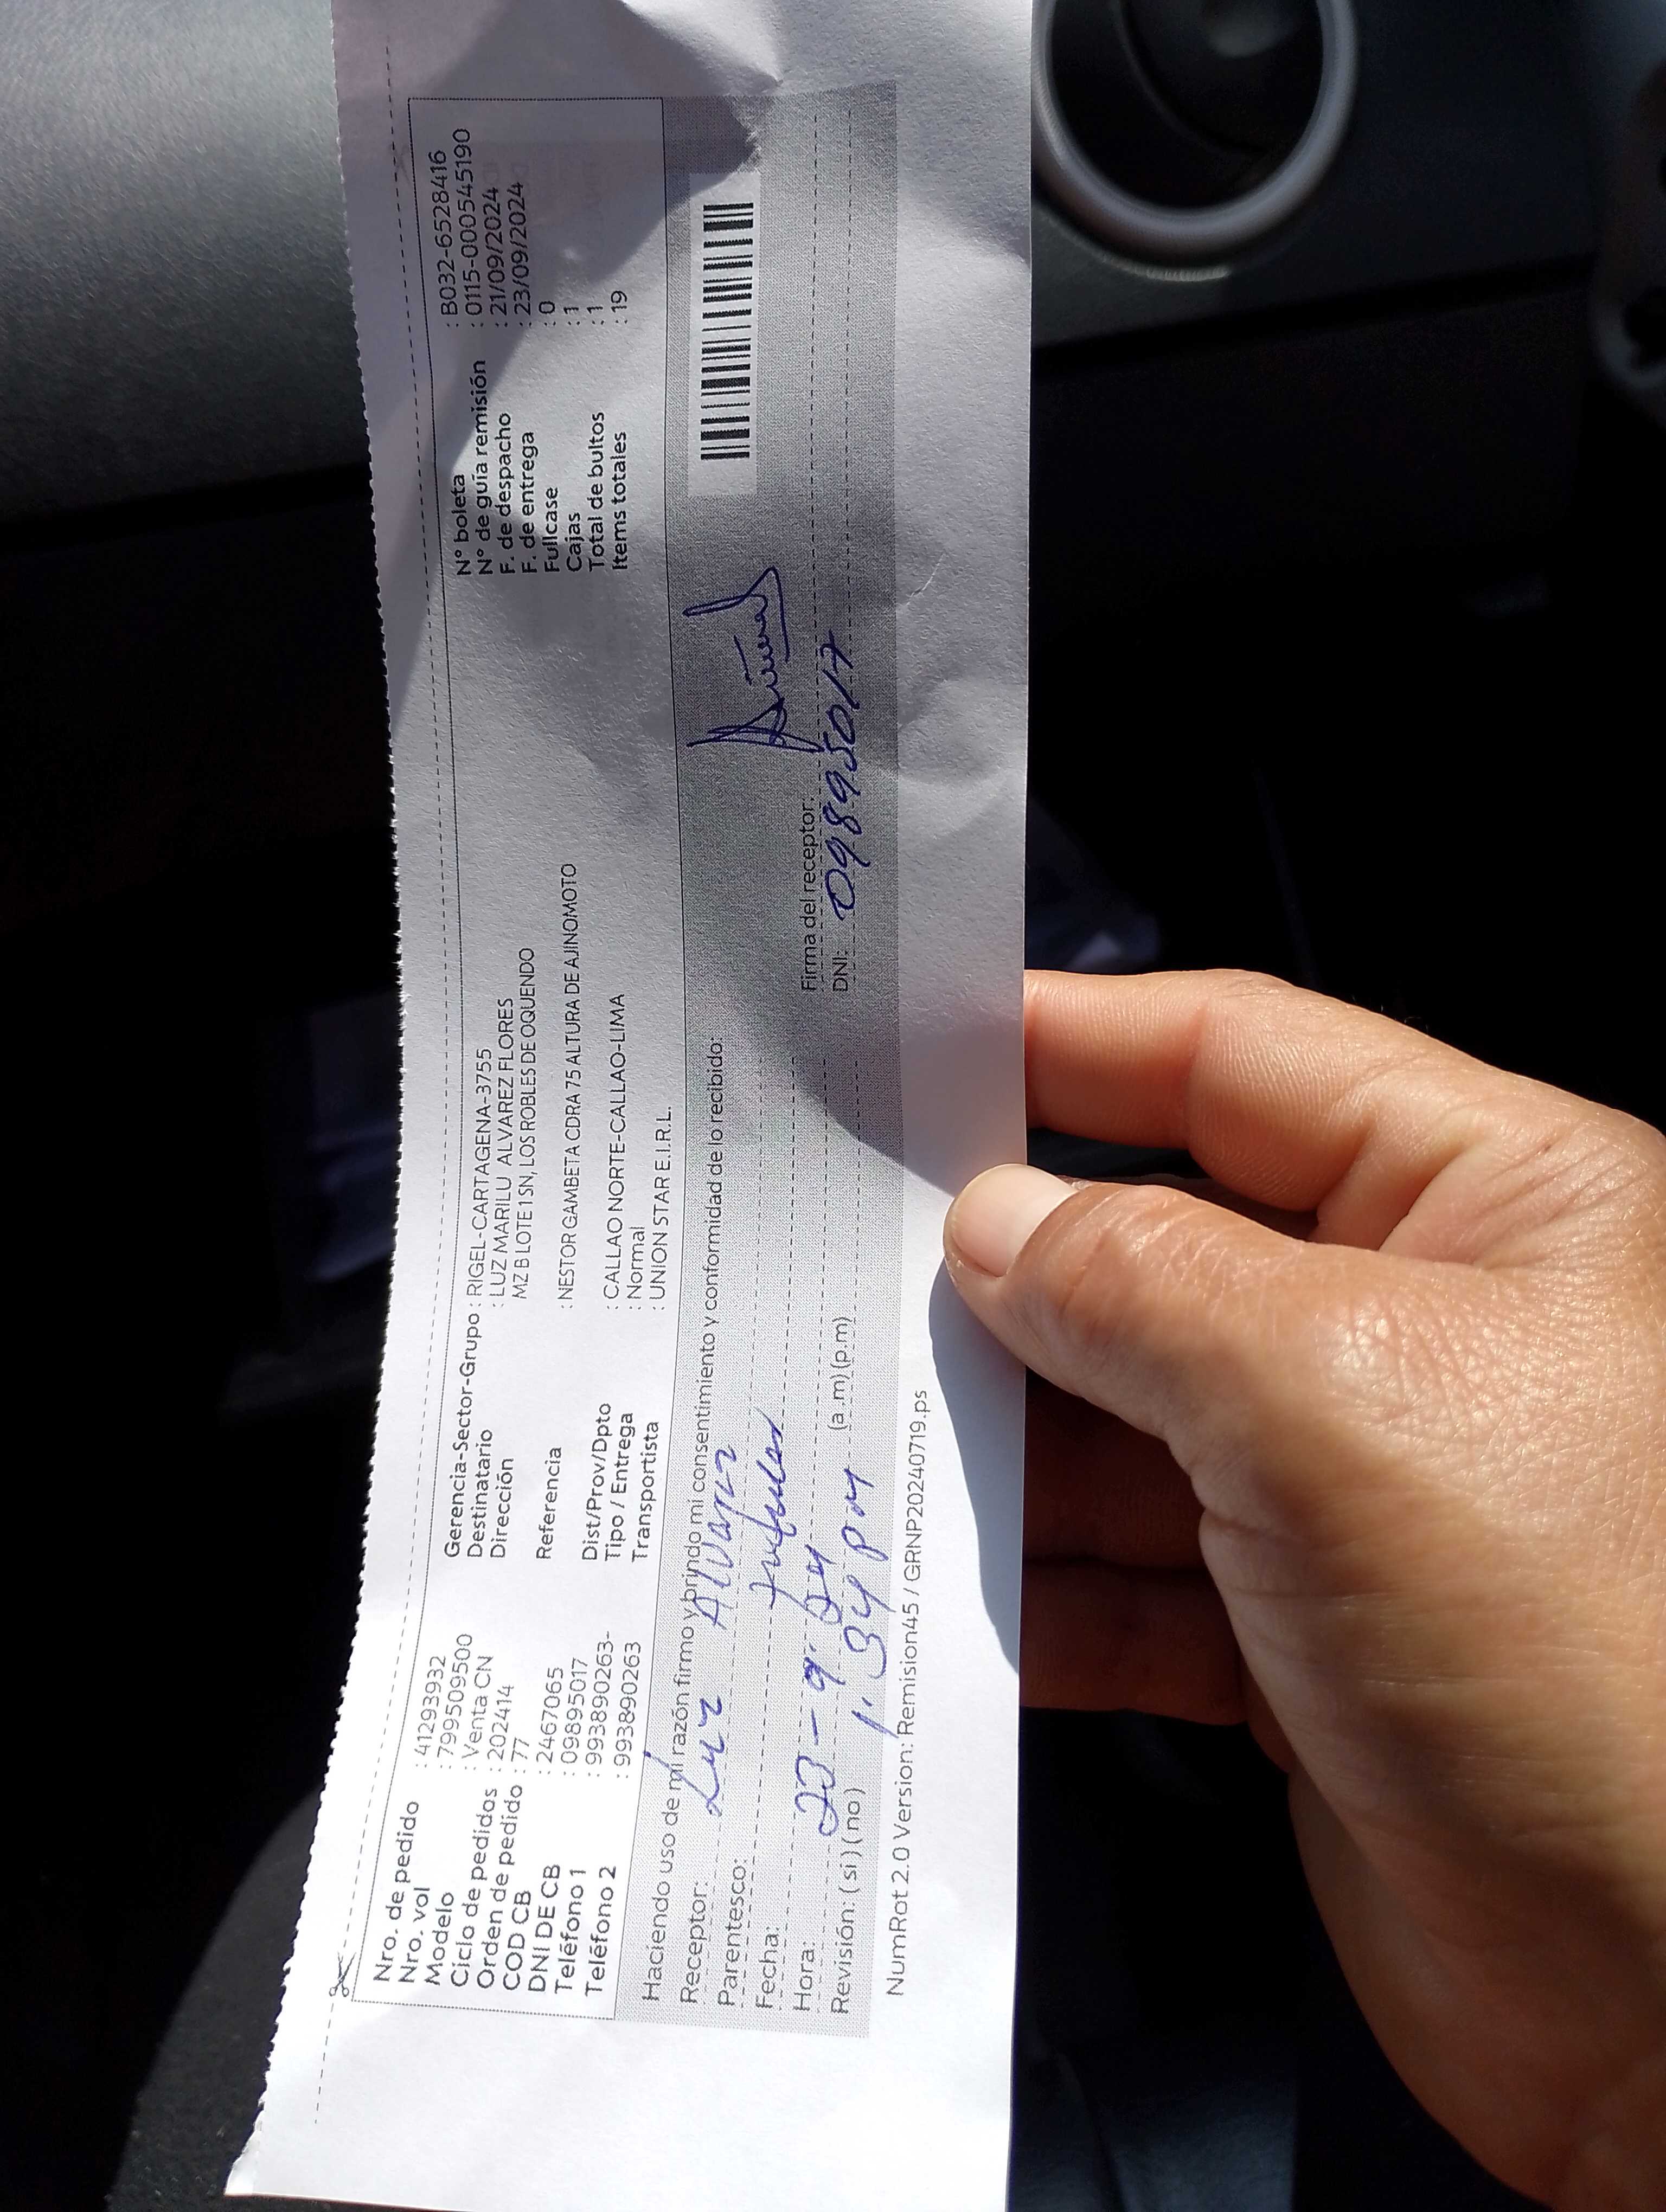 Nro. de pedido : 41293932
Nro. vol : 799509500
Modelo : Venta CN
Ciclo de pedidos : 202414
Orden de pedido : 77
COD CB : 2467065
DNI DE CB : 09895017
Teléfono 1 : 993890263-
Teléfono 2 : 993890263
Gerencia-Sector-Grupo : RIGEL-CARTAGENA-3755
Destinatario : LUZ MARILU ALVAREZ FLORES
Dirección MZ B LOTE 1 SN, LOS ROBLES DE OQUENDO
Referencia : NESTOR GAMBETA CDRA 75 ALTURA DE AJINOMOTO
Dist/Prov/Dpto : CALLAO NORTE-CALLAO-LIMA
Tipo / Entrega : Normal
Transportista : UNION STAR E.I.R.L.
N° boleta : B032-6528416
N° de guía remisión : 0115-000545190
F. de despacho : 21/09/2024
F. de entrega : 23/09/2024
Fullcase : 0
Cajas : 1
Total de bultos : 1
Items totales : 19
Haciendo uso de mi razón firmo y brindo mi consentimiento y conformidad de lo recibido:
Receptor: Luz Alvarez
Parentesco:
Fecha: 23-9-24
Hora: 1:34 pm (a.m) (p.m)
Revisión: ( si ) ( no )
Firma del receptor:
DNI: 09895017
NumRot 2.0 Version: Remision45 / GRNP20240719.ps